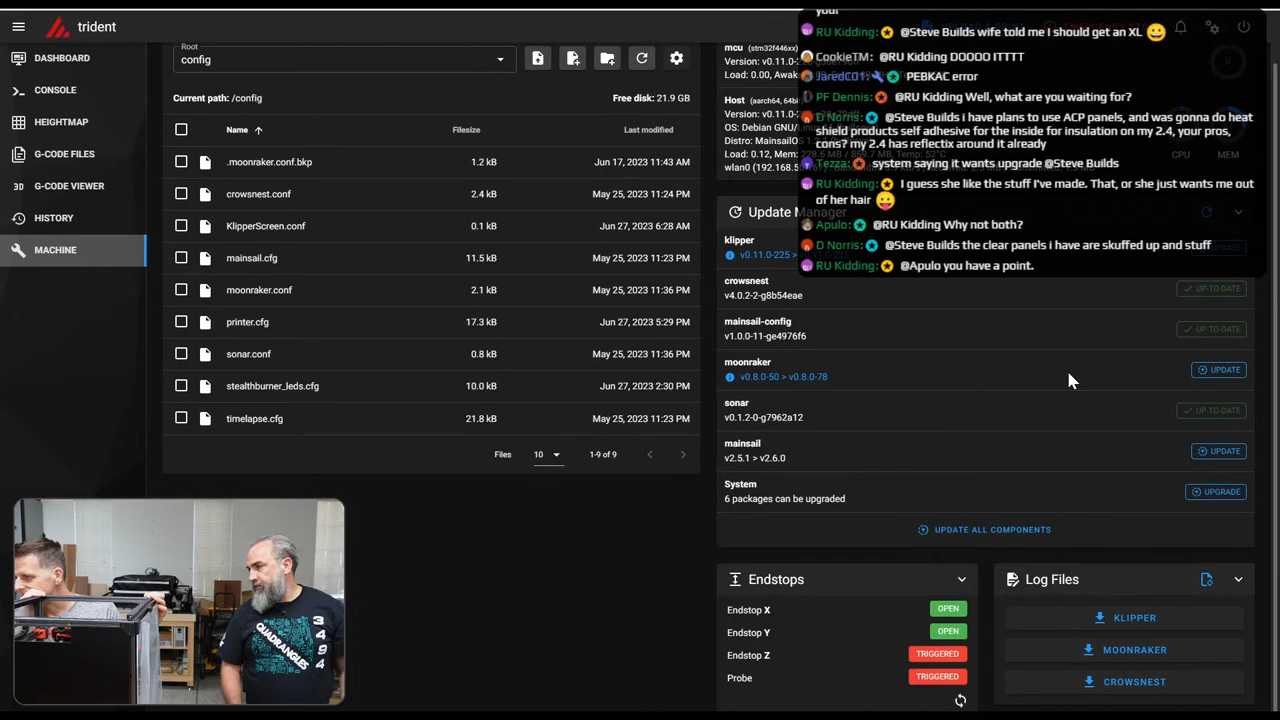 trident
you!
RU Kidding: @Steve Builds wife told me I should get an XL
CookieTM: @RU Kidding DOOOO ITTTT
JaredC01: PEBKAC error
PF Dennis: @RU Kidding Well, what are you waiting for?
D Norris: @Steve Builds i have plans to use ACP panels, and was gonna do heat
shield products self adhesive for the inside for insulation on my 2.4, your pros,
cons? my 2.4 has reflectix around it already
Tezza: system saying it wants upgrade @Steve Builds
RU Kidding: I guess she like the stuff I've made. That, or she just wants me out
of her hair
Apulo: @RU Kidding Why not both?
D Norris: @Steve Builds the clear panels i have are skuffed up and stuff
RU Kidding: @Apulo you have a point.
DASHBOARD
CONSOLE
HEIGHTMAP
G-CODE FILES
3D G-CODE VIEWER
HISTORY
MACHINE
Root
config
Current path: /config
Free disk: 21.9 GB
Name Filesize Last modified
.moonraker.conf.bkp 1.2 kB Jun 17, 2023 11:43 AM
crowsnest.conf 2.4 kB May 25, 2023 11:34 PM
KlipperScreen.conf 0.1 kB Jun 27, 2023 6:28 AM
mainsail.cfg 11.5 kB May 25, 2023 11:23 PM
moonraker.conf 2.1 kB May 25, 2023 11:36 PM
printer.cfg 17.3 kB Jun 27, 2023 5:29 PM
sonar.conf 0.8 kB May 25, 2023 11:36 PM
stealthburner_leds.cfg 10.0 kB Jun 27, 2023 2:30 PM
timelapse.cfg 21.8 kB May 25, 2023 11:23 PM
Files 10 1-9 of 9
mcu (stm32f446xx)
Load: 0.00,
Host
CPU
MEM
Update Manager
klipper
v0.11.0-225 >
crowsnest
v4.0.2-2-g8b54eae
UP-TO-DATE
mainsail-config
v1.0.0-11-ge4976f6
UP-TO-DATE
moonraker
v0.8.0-50 > v0.8.0-78
UPDATE
sonar
v0.1.2-0-g7962a12
UP-TO-DATE
mainsail
v2.5.1 > v2.6.0
UPDATE
System
6 packages can be upgraded
UPGRADE
UPDATE ALL COMPONENTS
Endstops
Endstop X OPEN
Endstop Y OPEN
Endstop Z TRIGGERED
Probe TRIGGERED
Log Files
KLIPPER
MOONRAKER
CROWSNEST
QUADRANGLES
3494